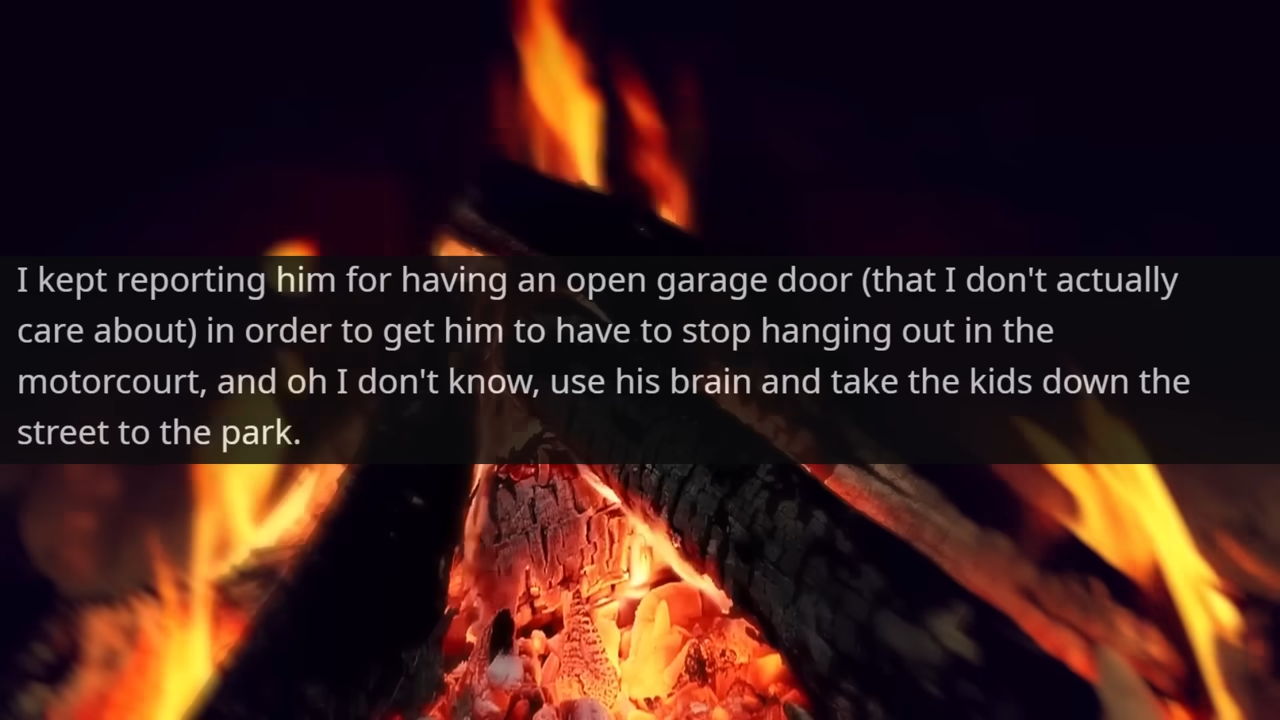 I kept reporting him for having an open garage door (that I don't actually
care about) in order to get him to have to stop hanging out in the
motorcourt, and oh I don't know, use his brain and take the kids down the
street to the park.